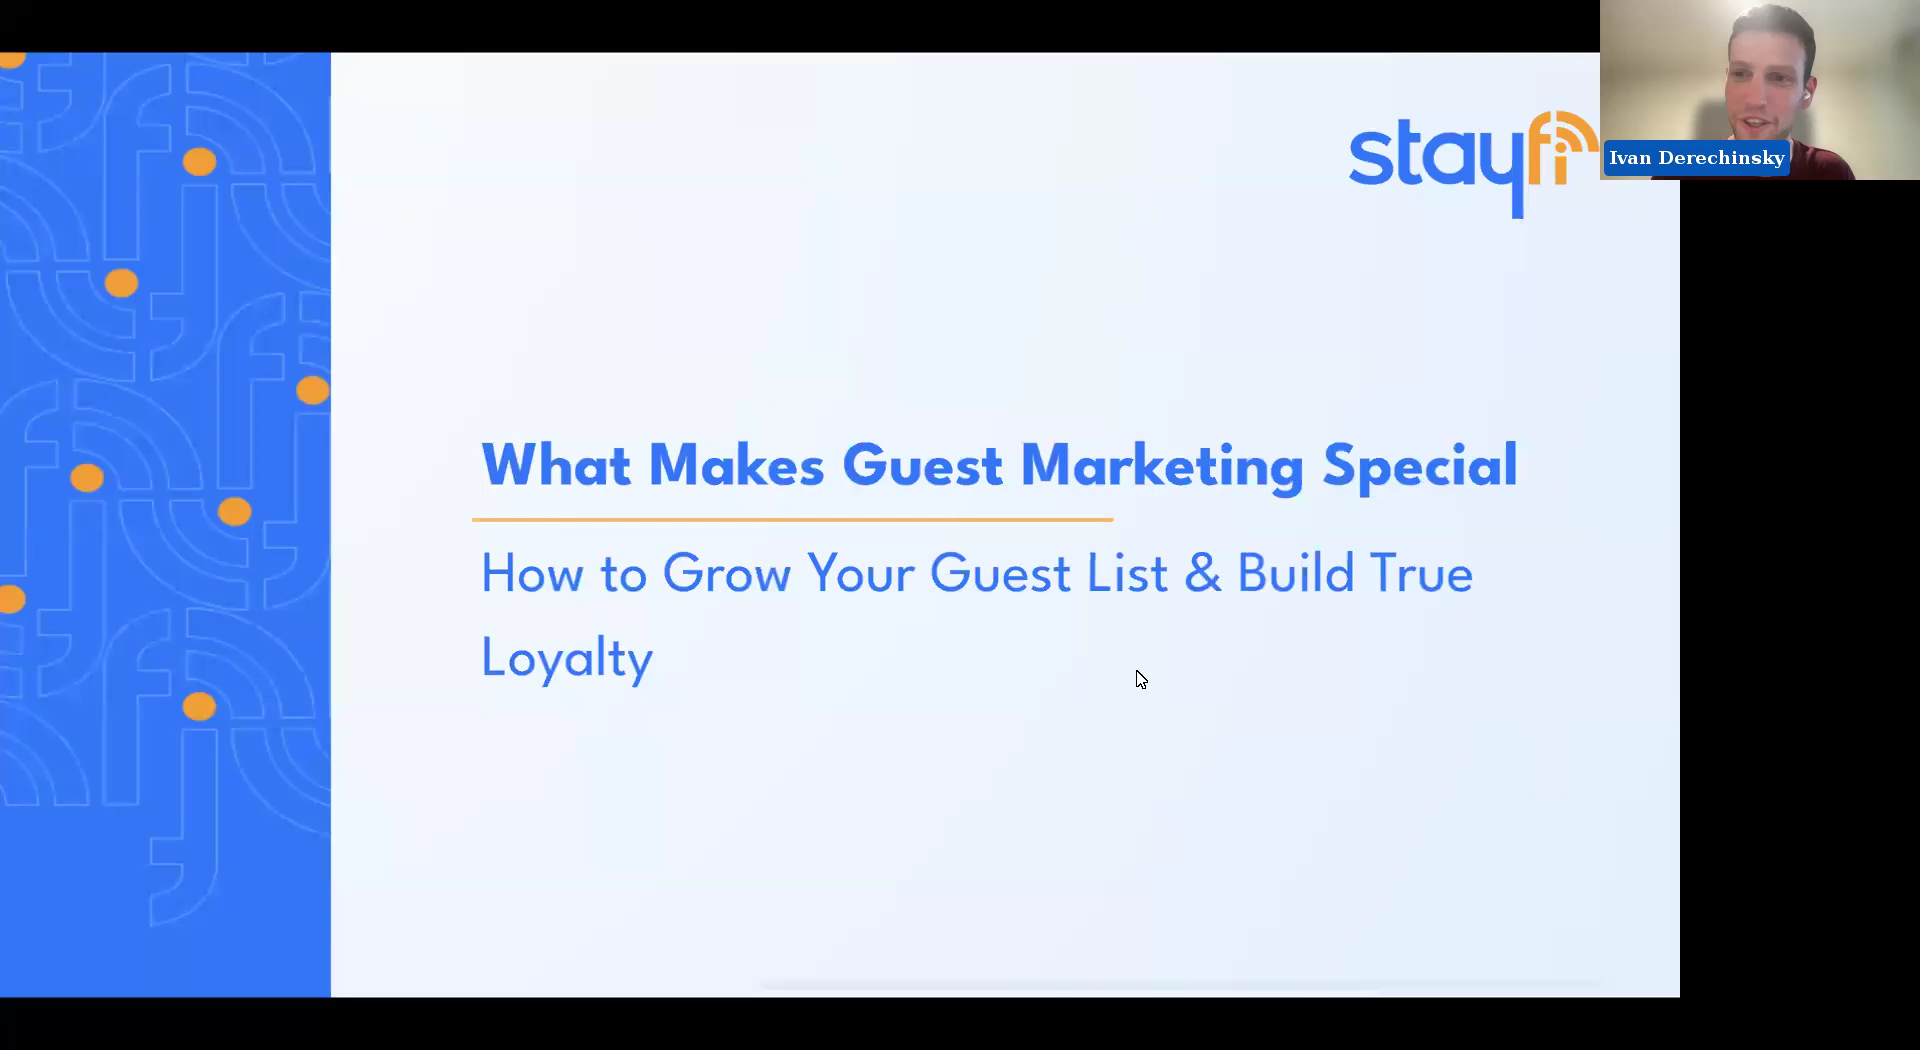 stayfi
Ivan Derechinsky
What Makes Guest Marketing Special
How to Grow Your Guest List & Build True
Loyalty